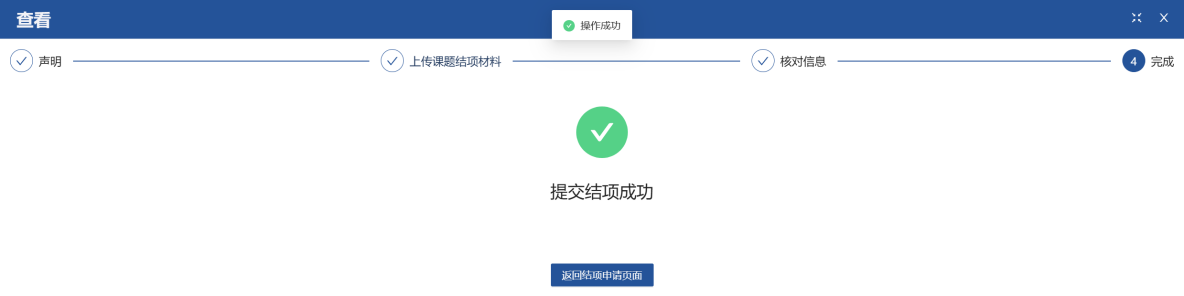 查看
操作成功
声明
上传课题结项材料
核对信息
4 完成
提交结项成功
返回结项申请页面